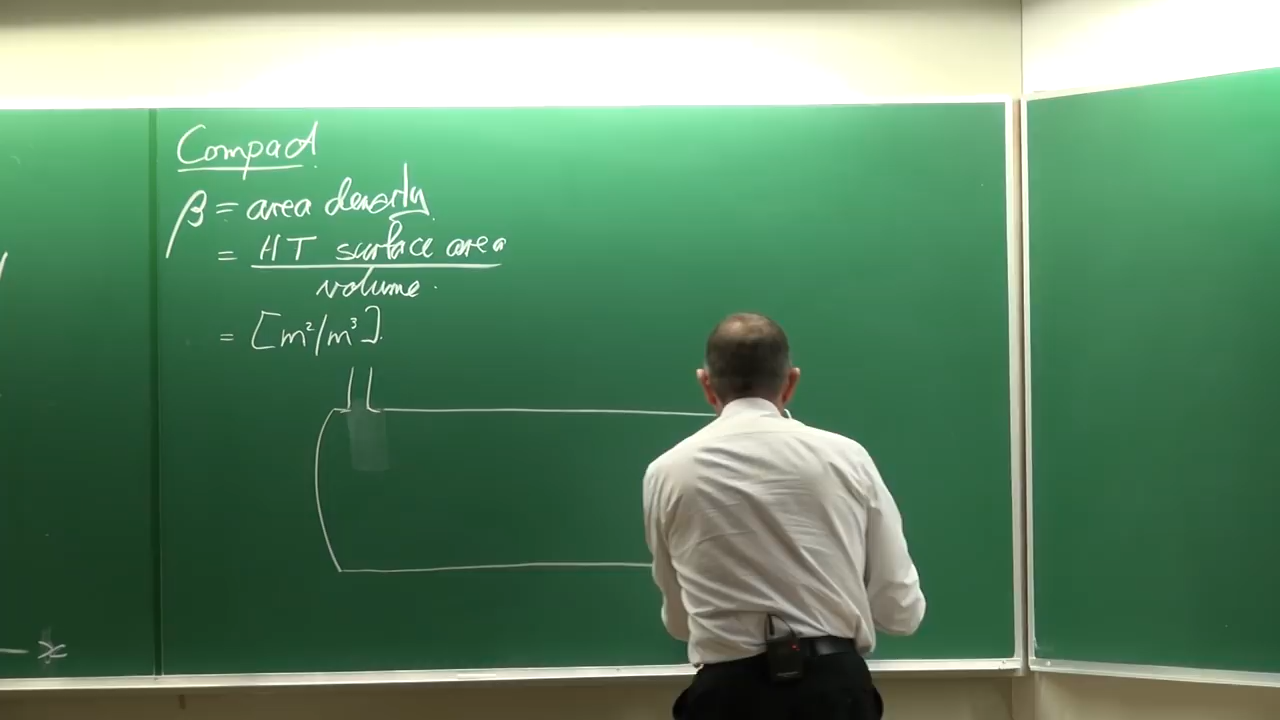 Compact
β = area density
= HT surface area
volume
= [m²/m³]
x